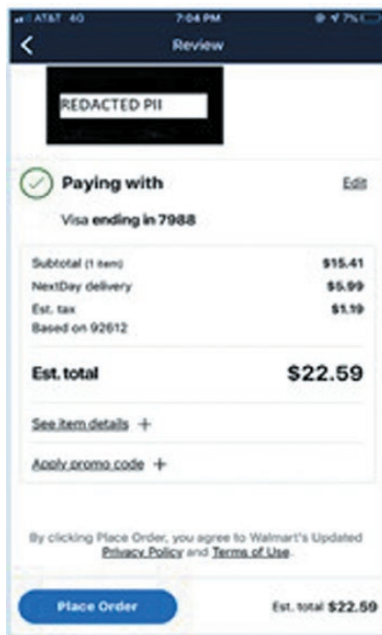 AT&T 4G 7:04 PM 7%
Review
REDACTED PII
Paying with Edit
Visa ending in 7988
Subtotal (1 item) $15.41
NextDay delivery $5.99
Est. tax $1.19
Based on 92612
Est. total $22.59
See item details +
Apply promo code +
By clicking Place Order, you agree to Walmart's Updated
Privacy Policy and Terms of Use.
Place Order Est. total $22.59